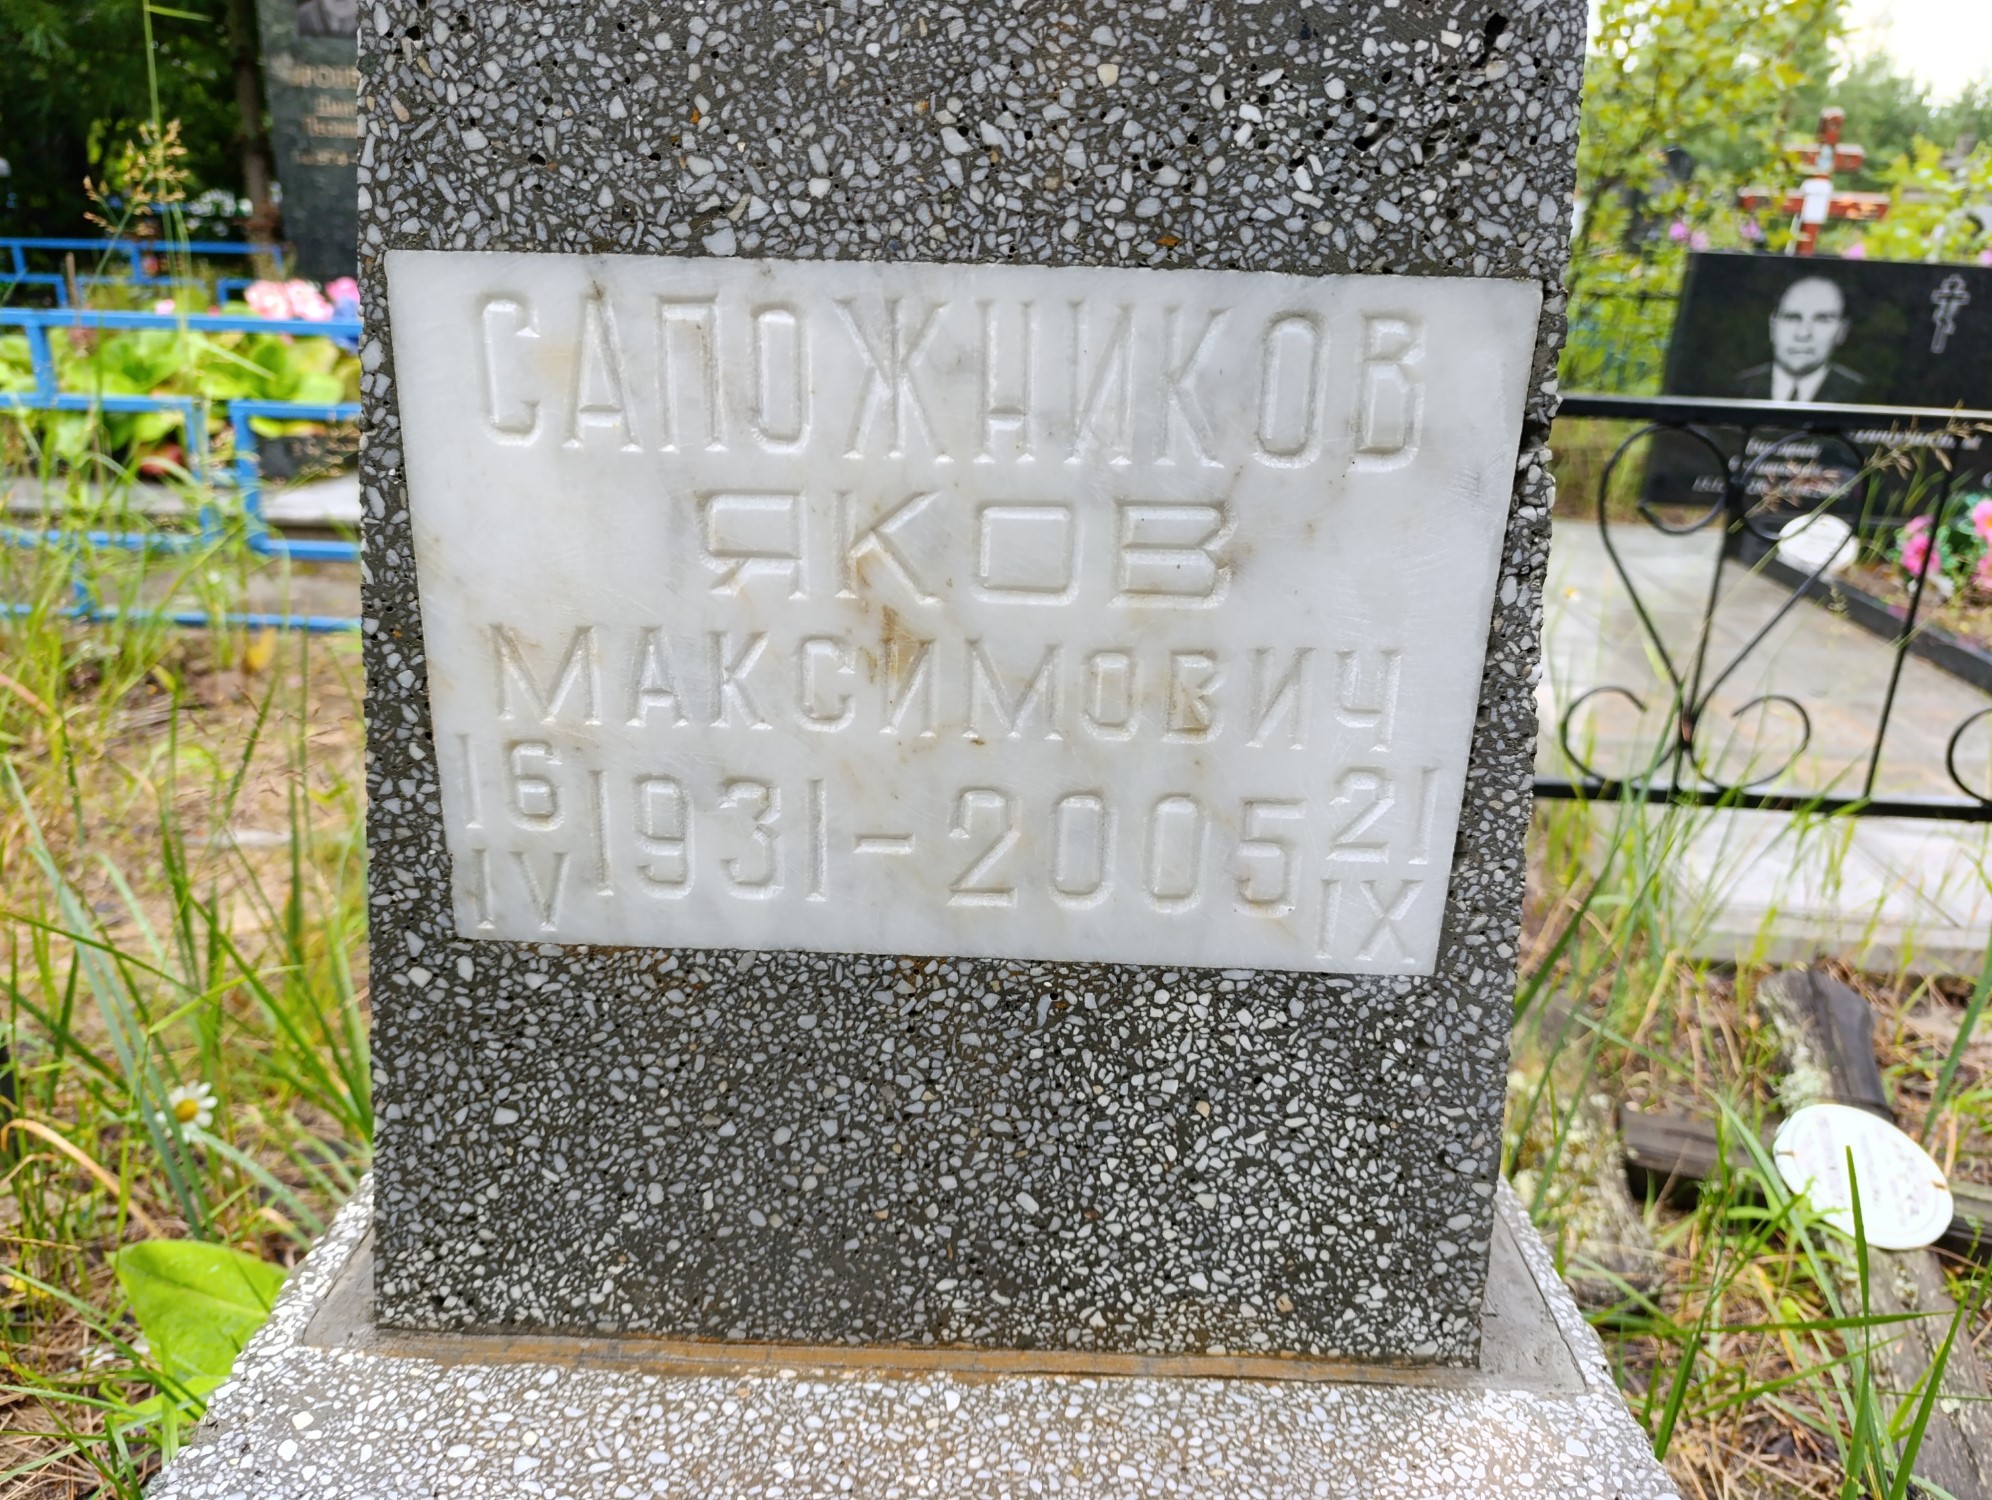 САПОЖНИКОВ
ЯКОВ
МАКСИМОВИЧ
16 IV 1931-2005 21 IX